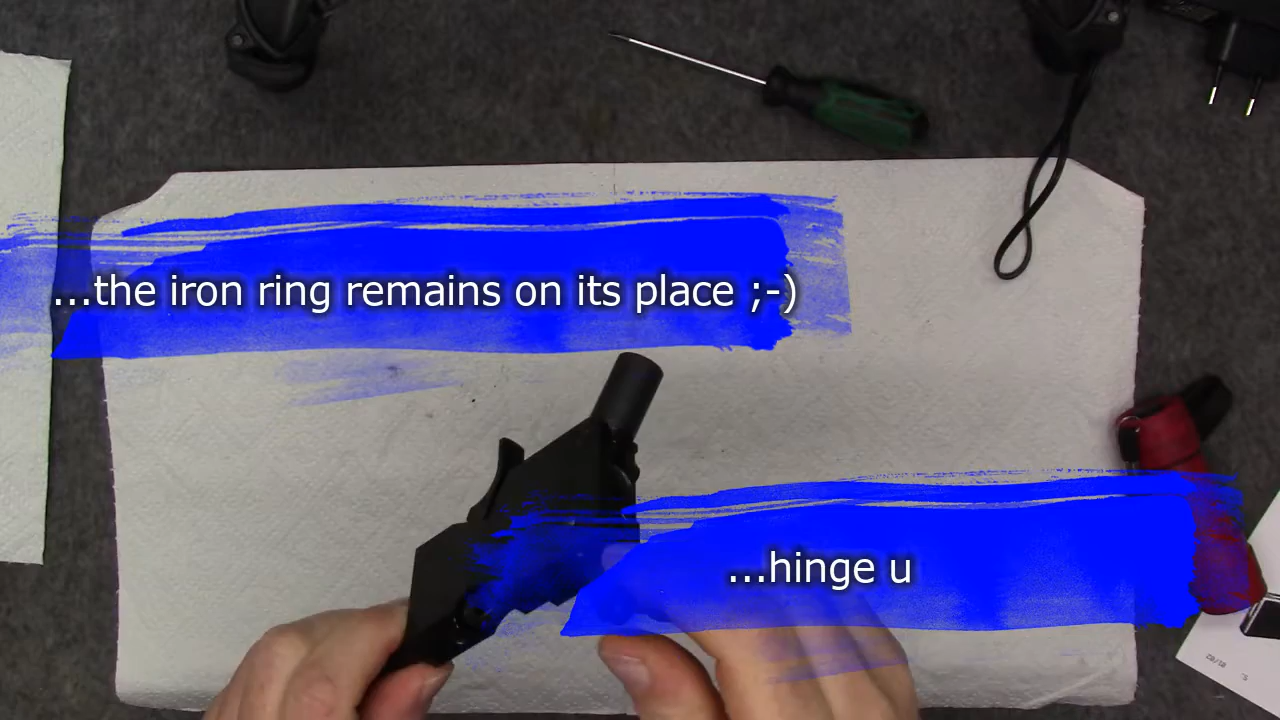 ...the iron ring remains on its place ;-)
...hinge u